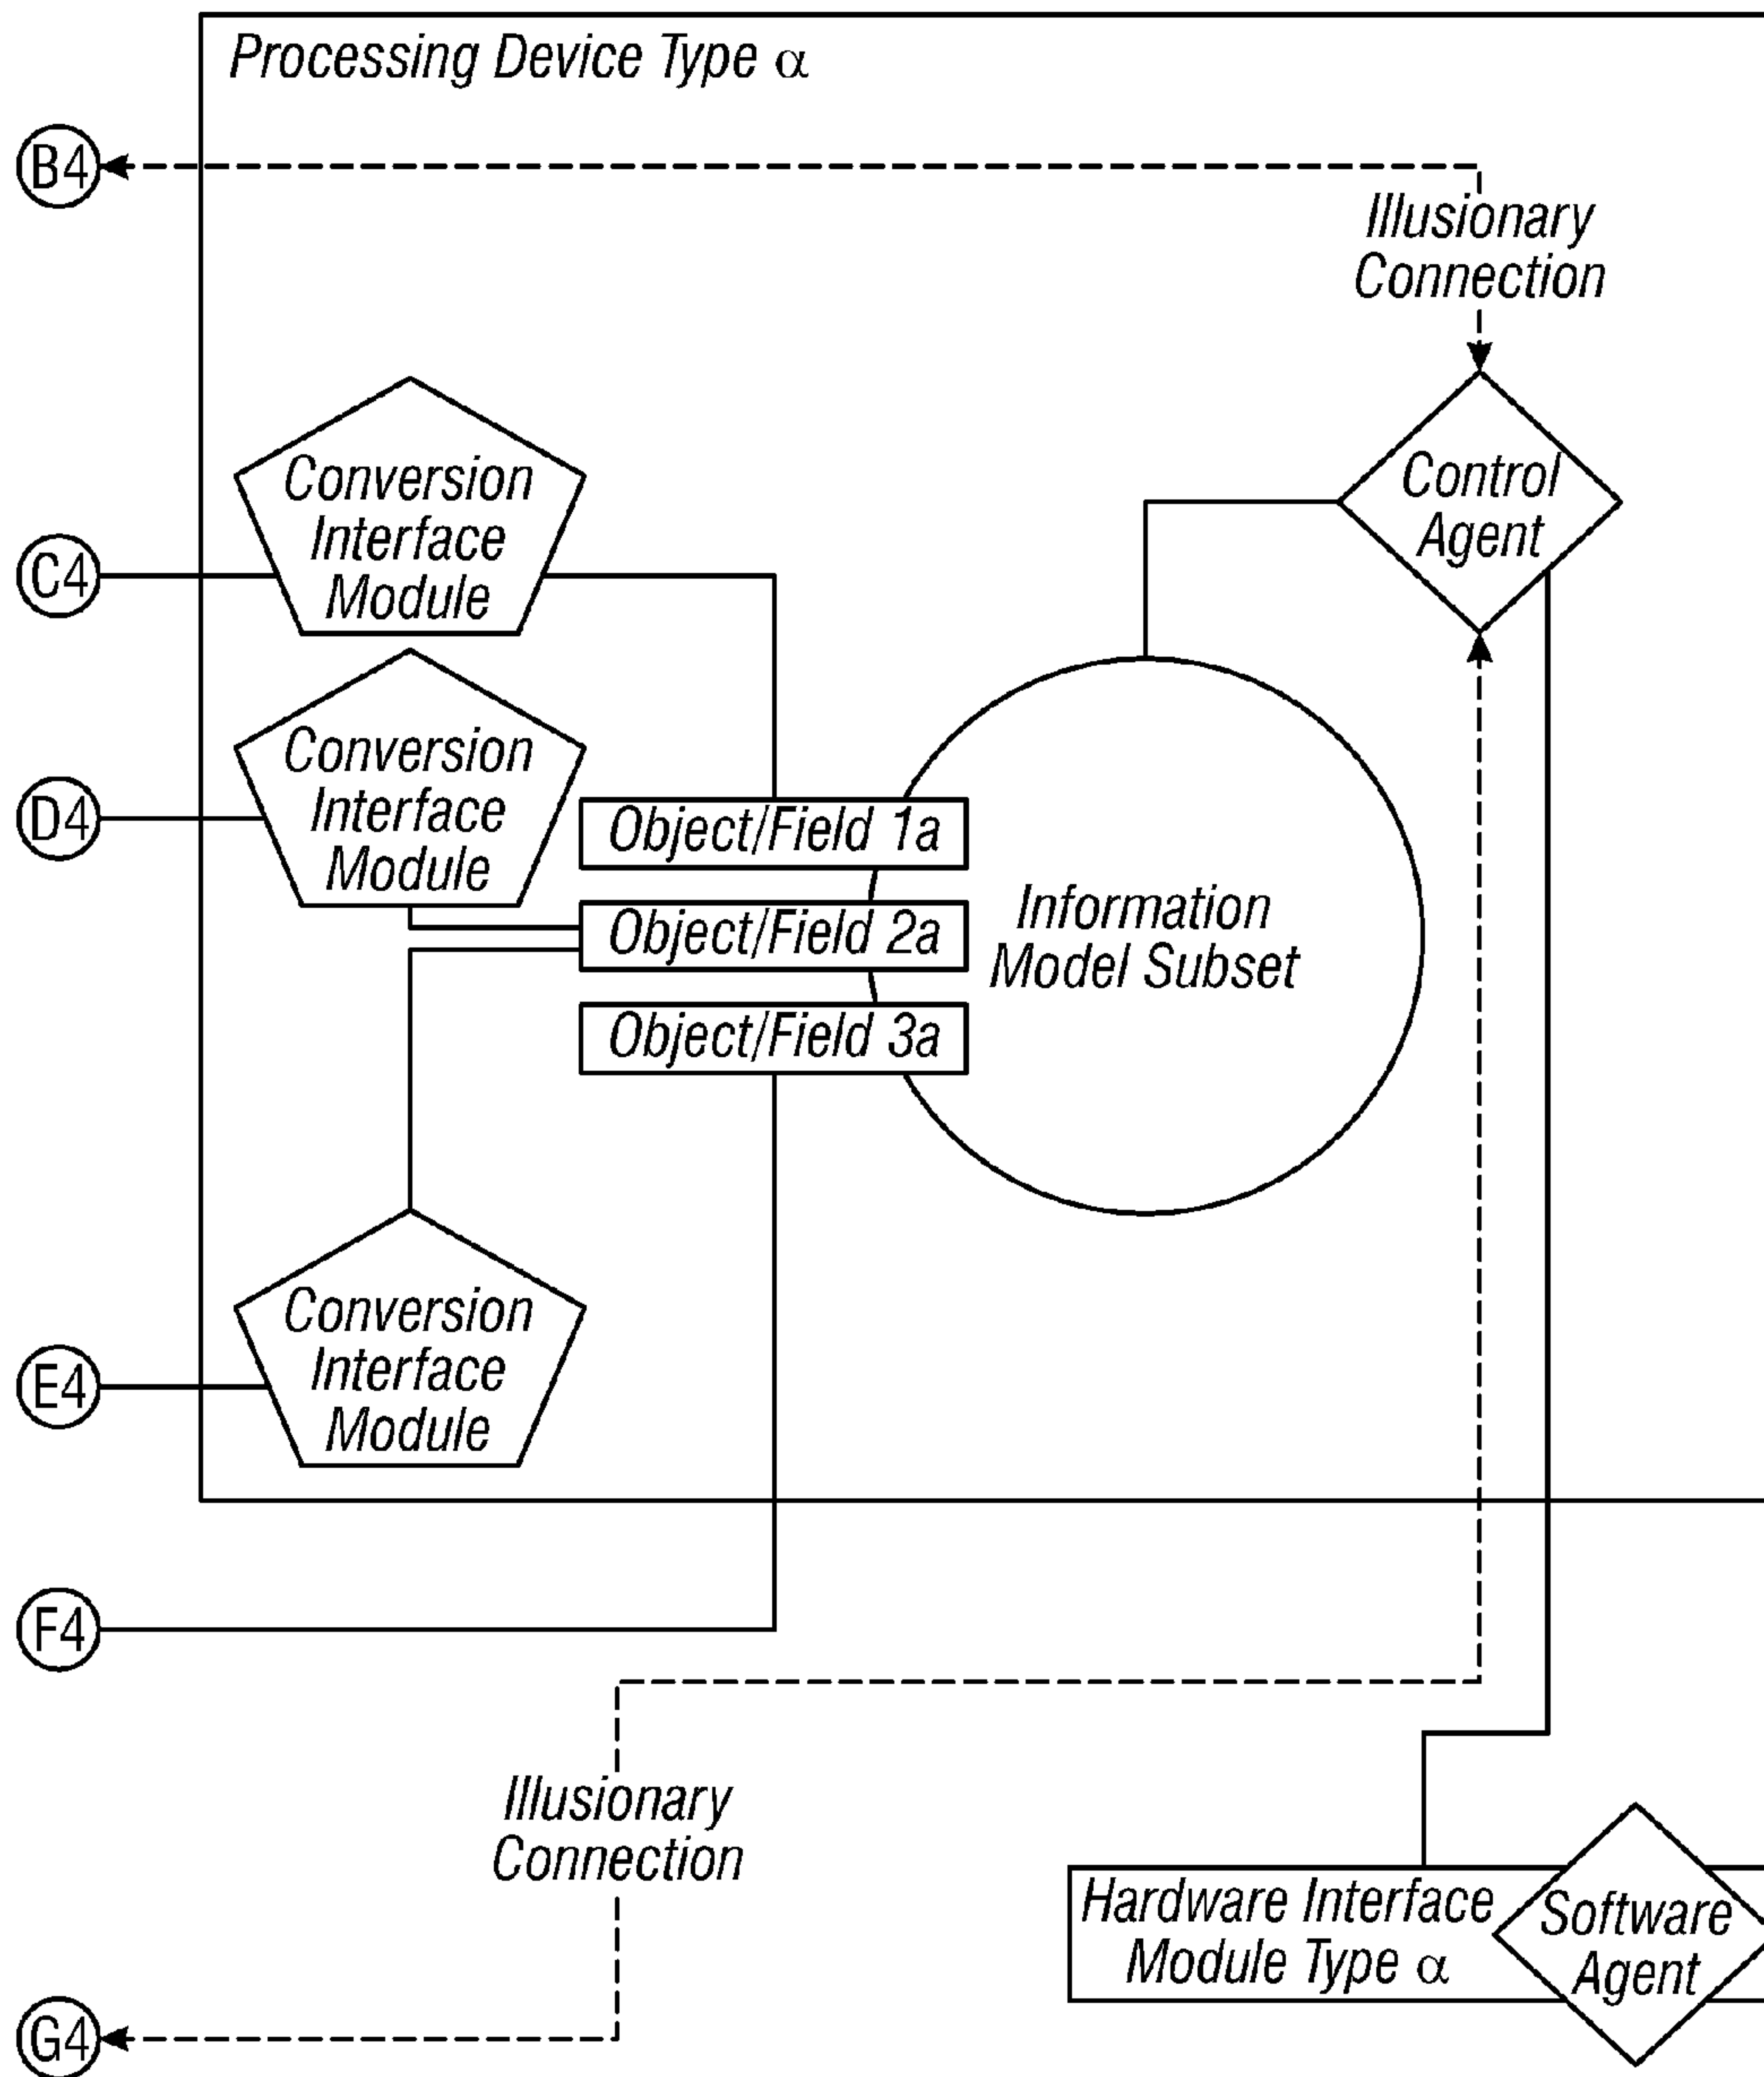 Processing Device Type α
B4
Illusionary
Connection
Conversion
Interface
Module
Control
Agent
C4
Conversion
Interface
Module
D4
Object/Field 1a
Object/Field 2a
Object/Field 3a
Information
Model Subset
Conversion
Interface
Module
E4
F4
Illusionary
Connection
Hardware Interface
Module Type α
Software
Agent
G4